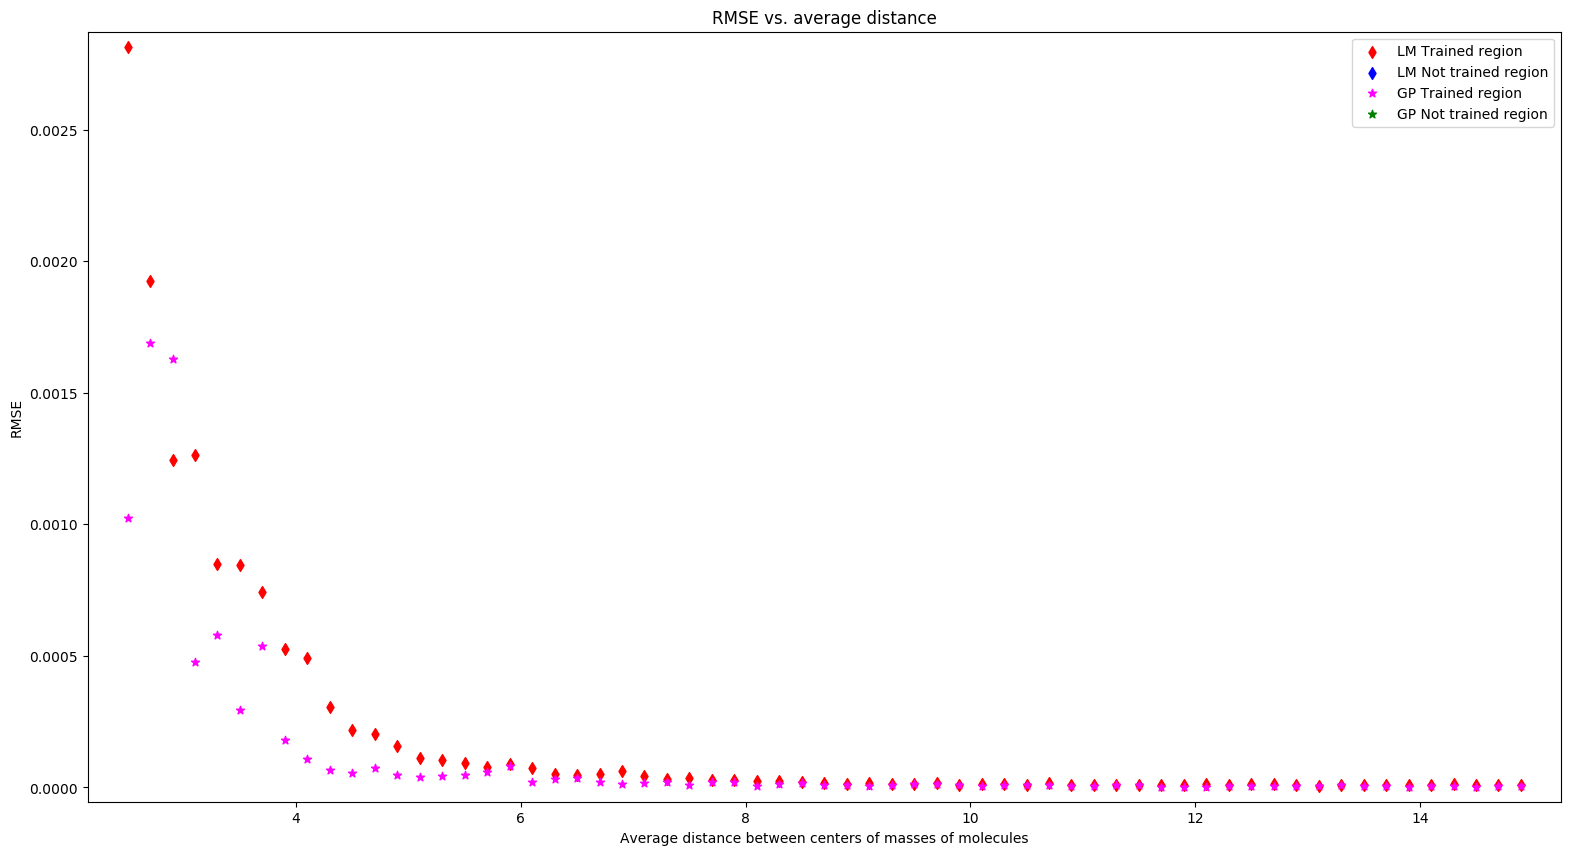 RMSE vs. average distance
LM Trained region
LM Not trained region
GP Trained region
GP Not trained region
RMSE
0.0025
0.0020
0.0015
0.0010
0.0005
0.0000
4
6
8
10
12
14
Average distance between centers of masses of molecules